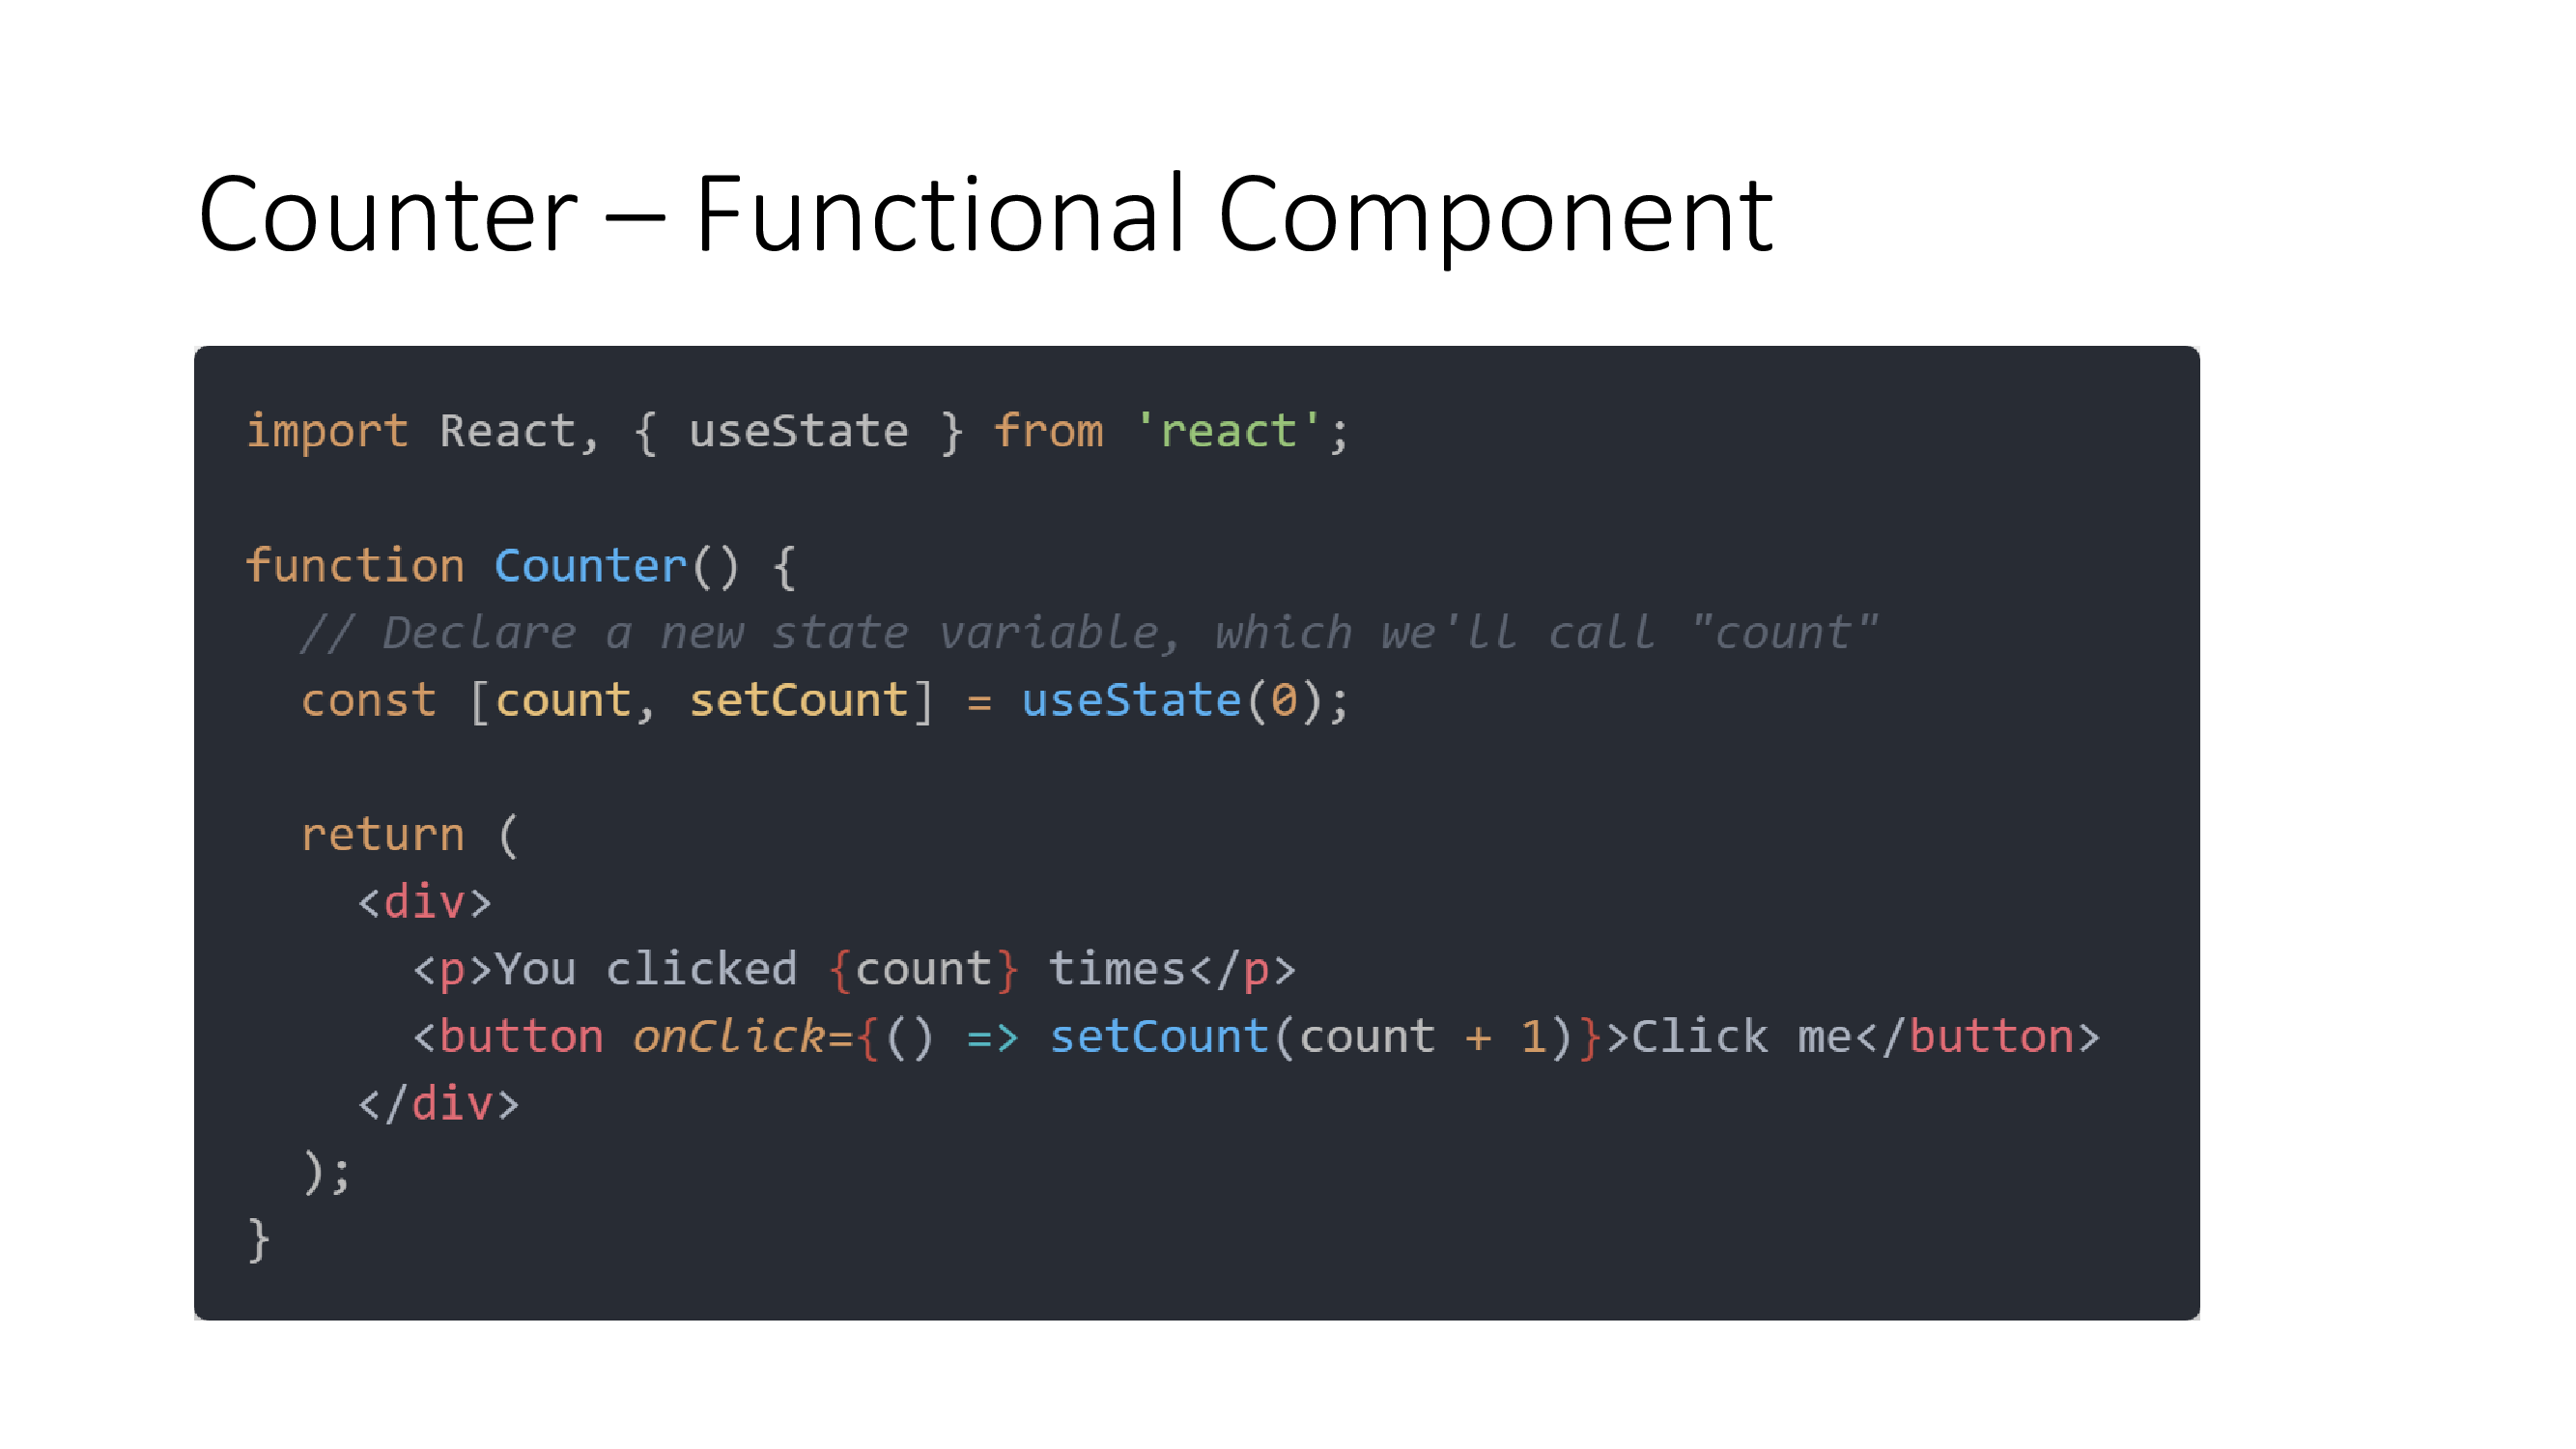 Counter – Functional Component
import React, { useState } from 'react';
function Counter() {
  // Declare a new state variable, which we'll call "count"
  const [count, setCount] = useState(0);
  return (
    <div>
      <p>You clicked {count} times</p>
      <button onClick={() => setCount(count + 1)}>Click me</button>
    </div>
  );
}